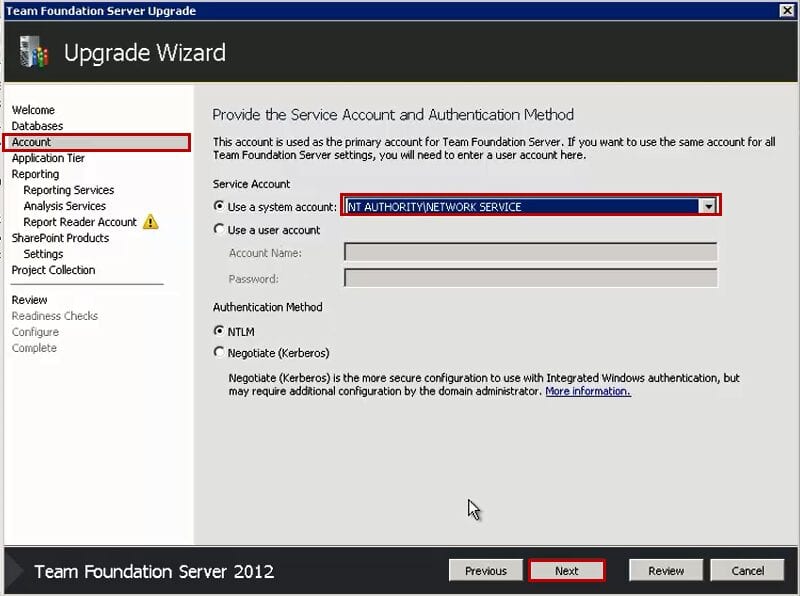 Team Foundation Server Upgrade
Upgrade Wizard
Welcome
Databases
Account
Application Tier
Reporting
Reporting Services
Analysis Services
Report Reader Account
SharePoint Products
Settings
Project Collection
Review
Readiness Checks
Configure
Complete
Provide the Service Account and Authentication Method
This account is used as the primary account for Team Foundation Server. If you want to use the same account for all
Team Foundation Server settings, you will need to enter a user account here.
Service Account
Use a system account: NT AUTHORITY\NETWORK SERVICE
Use a user account
Account Name:
Password:
Authentication Method
NTLM
Negotiate (Kerberos)
Negotiate (Kerberos) is the more secure configuration to use with Integrated Windows authentication, but
may require additional configuration by the domain administrator. More information.
Team Foundation Server 2012
Previous Next Review Cancel